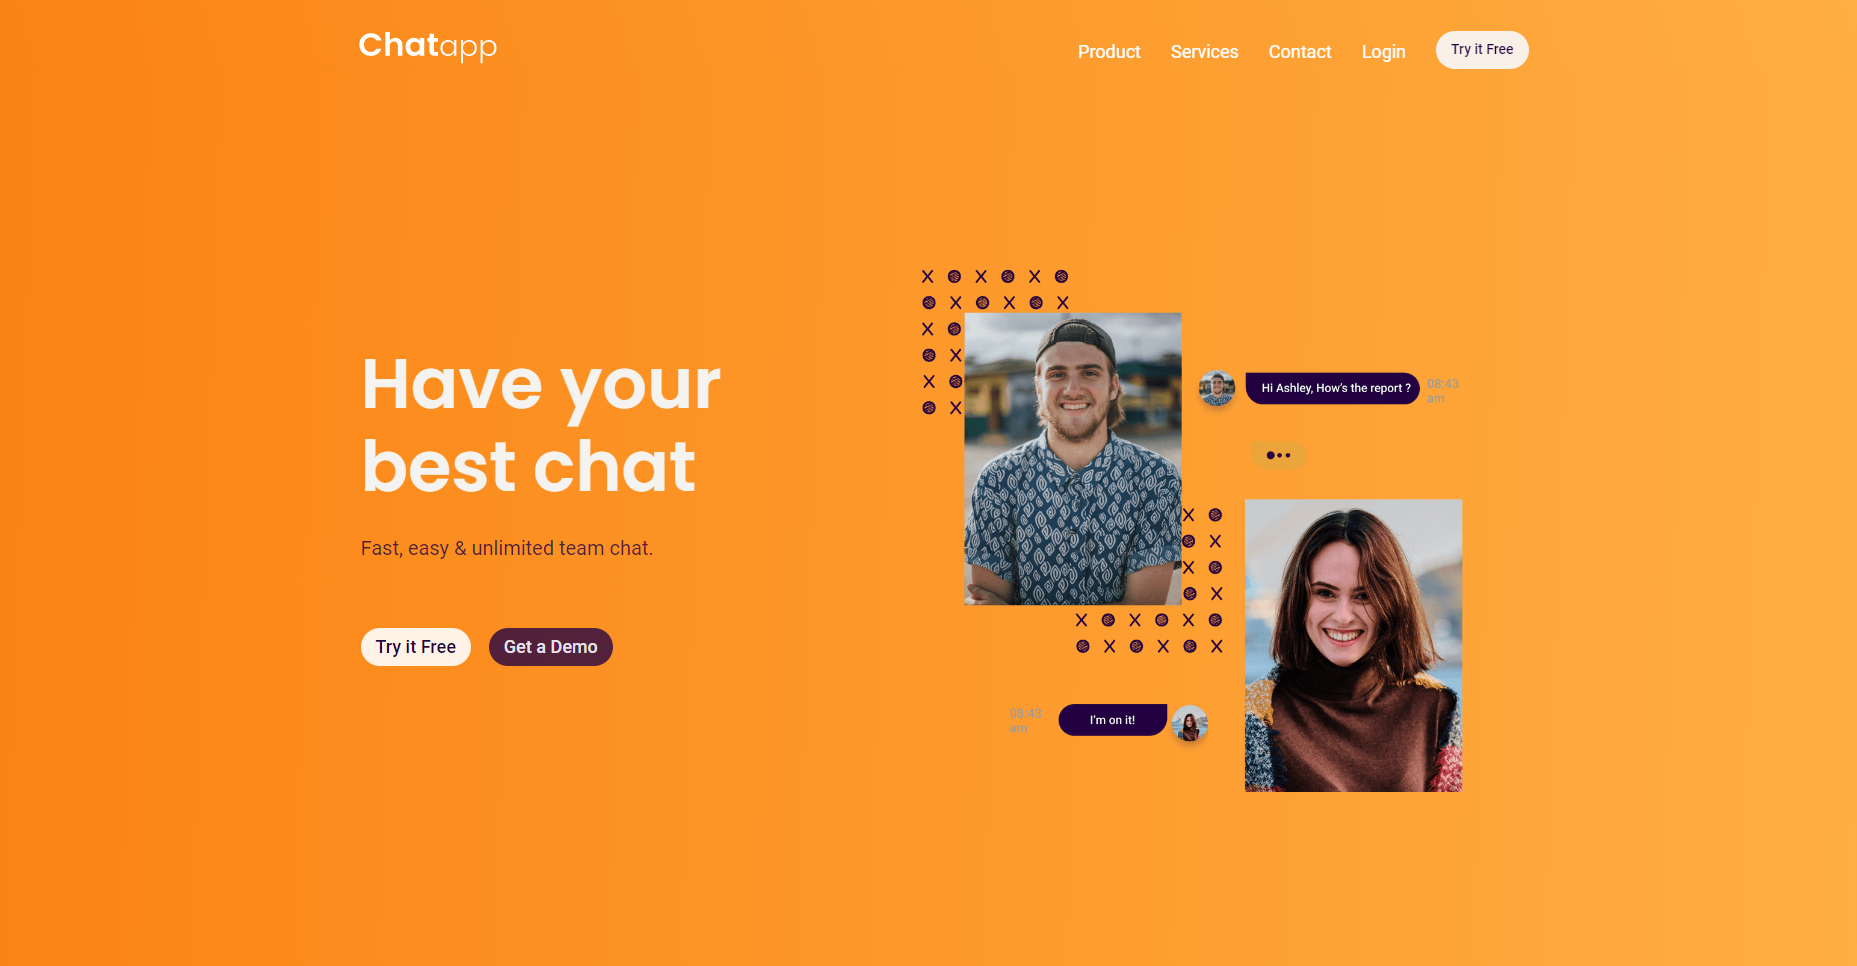 Chatapp
Product Services Contact Login Try it Free
Have your
best chat
Fast, easy & unlimited team chat.
Try it Free Get a Demo
Hi Ashley, How's the report ?
08:43
am
08:43
am
I'm on it!